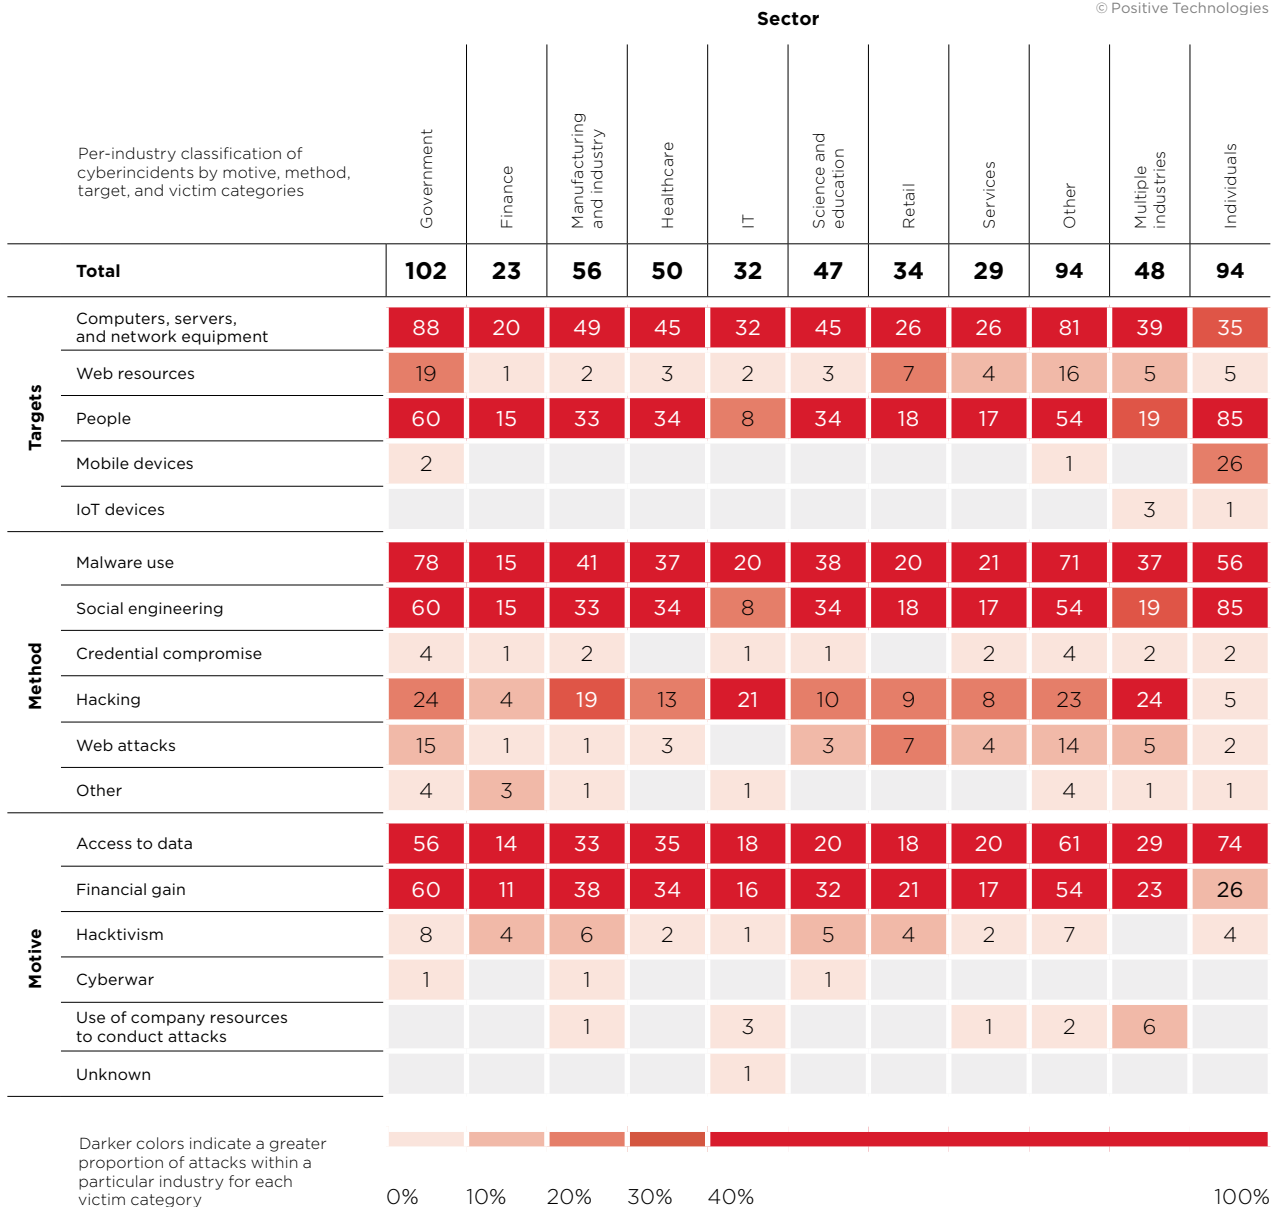 © Positive Technologies
Sector
Per-industry classification of
cyberincidents by motive, method,
target, and victim categories
Government
Finance
Manufacturing
and industry
Healthcare
IT
Science and
education
Retail
Services
Other
Multiple
industries
Individuals
Total 102 23 56 50 32 47 34 29 94 48 94
Targets
Computers, servers,
and network equipment 88 20 49 45 32 45 26 26 81 39 35
Web resources 19 1 2 3 2 3 7 4 16 5 5
People 60 15 33 34 8 34 18 17 54 19 85
Mobile devices 2 1 26
IoT devices 3 1
Method
Malware use 78 15 41 37 20 38 20 21 71 37 56
Social engineering 60 15 33 34 8 34 18 17 54 19 85
Credential compromise 4 1 2 1 1 2 4 2 2
Hacking 24 4 19 13 21 10 9 8 23 24 5
Web attacks 15 1 1 3 3 7 4 14 5 2
Other 4 3 1 1 4 1 1
Motive
Access to data 56 14 33 35 18 20 18 20 61 29 74
Financial gain 60 11 38 34 16 32 21 17 54 23 26
Hacktivism 8 4 6 2 1 5 4 2 7 4
Cyberwar 1 1 1
Use of company resources
to conduct attacks 1 3 1 2 6
Unknown 1
Darker colors indicate a greater
proportion of attacks within a
particular industry for each
victim category
0% 10% 20% 30% 40% 100%